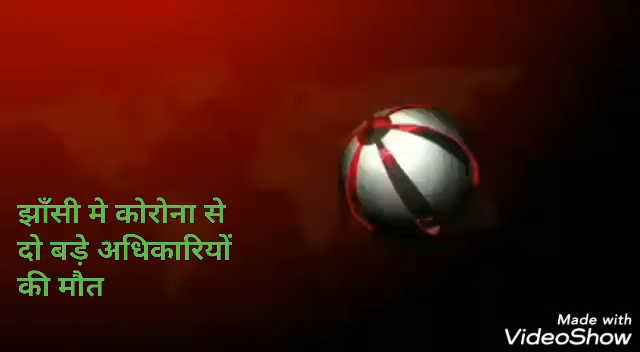 झाँसी मे कोरोना से
दो बड़े अधिकारियों
की मौत
Made with
VideoShow